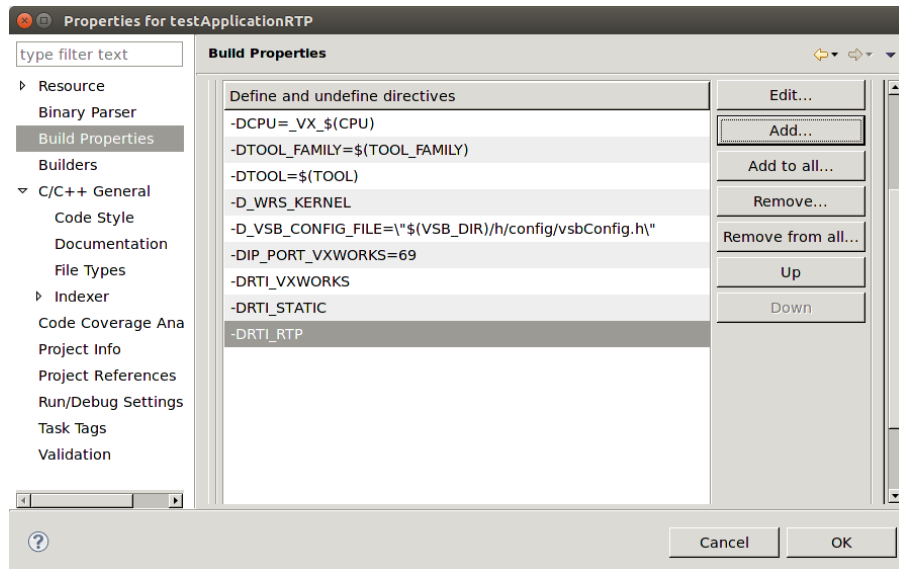 Properties for testApplicationRTP
type filter text
Resource
Binary Parser
Build Properties
Builders
C/C++ General
Code Style
Documentation
File Types
Indexer
Code Coverage Ana
Project Info
Project References
Run/Debug Settings
Task Tags
Validation
Build Properties
Define and undefine directives
-DCPU=_VX_$(CPU)
-DTOOL_FAMILY=$(TOOL_FAMILY)
-DTOOL=$(TOOL)
-D_WRS_KERNEL
-D_VSB_CONFIG_FILE=\"$(VSB_DIR)/h/config/vsbConfig.h\"
-DIP_PORT_VXWORKS=69
-DRTI_VXWORKS
-DRTI_STATIC
-DRTI_RTP
Edit...
Add...
Add to all...
Remove...
Remove from all...
Up
Down
?
Cancel
OK